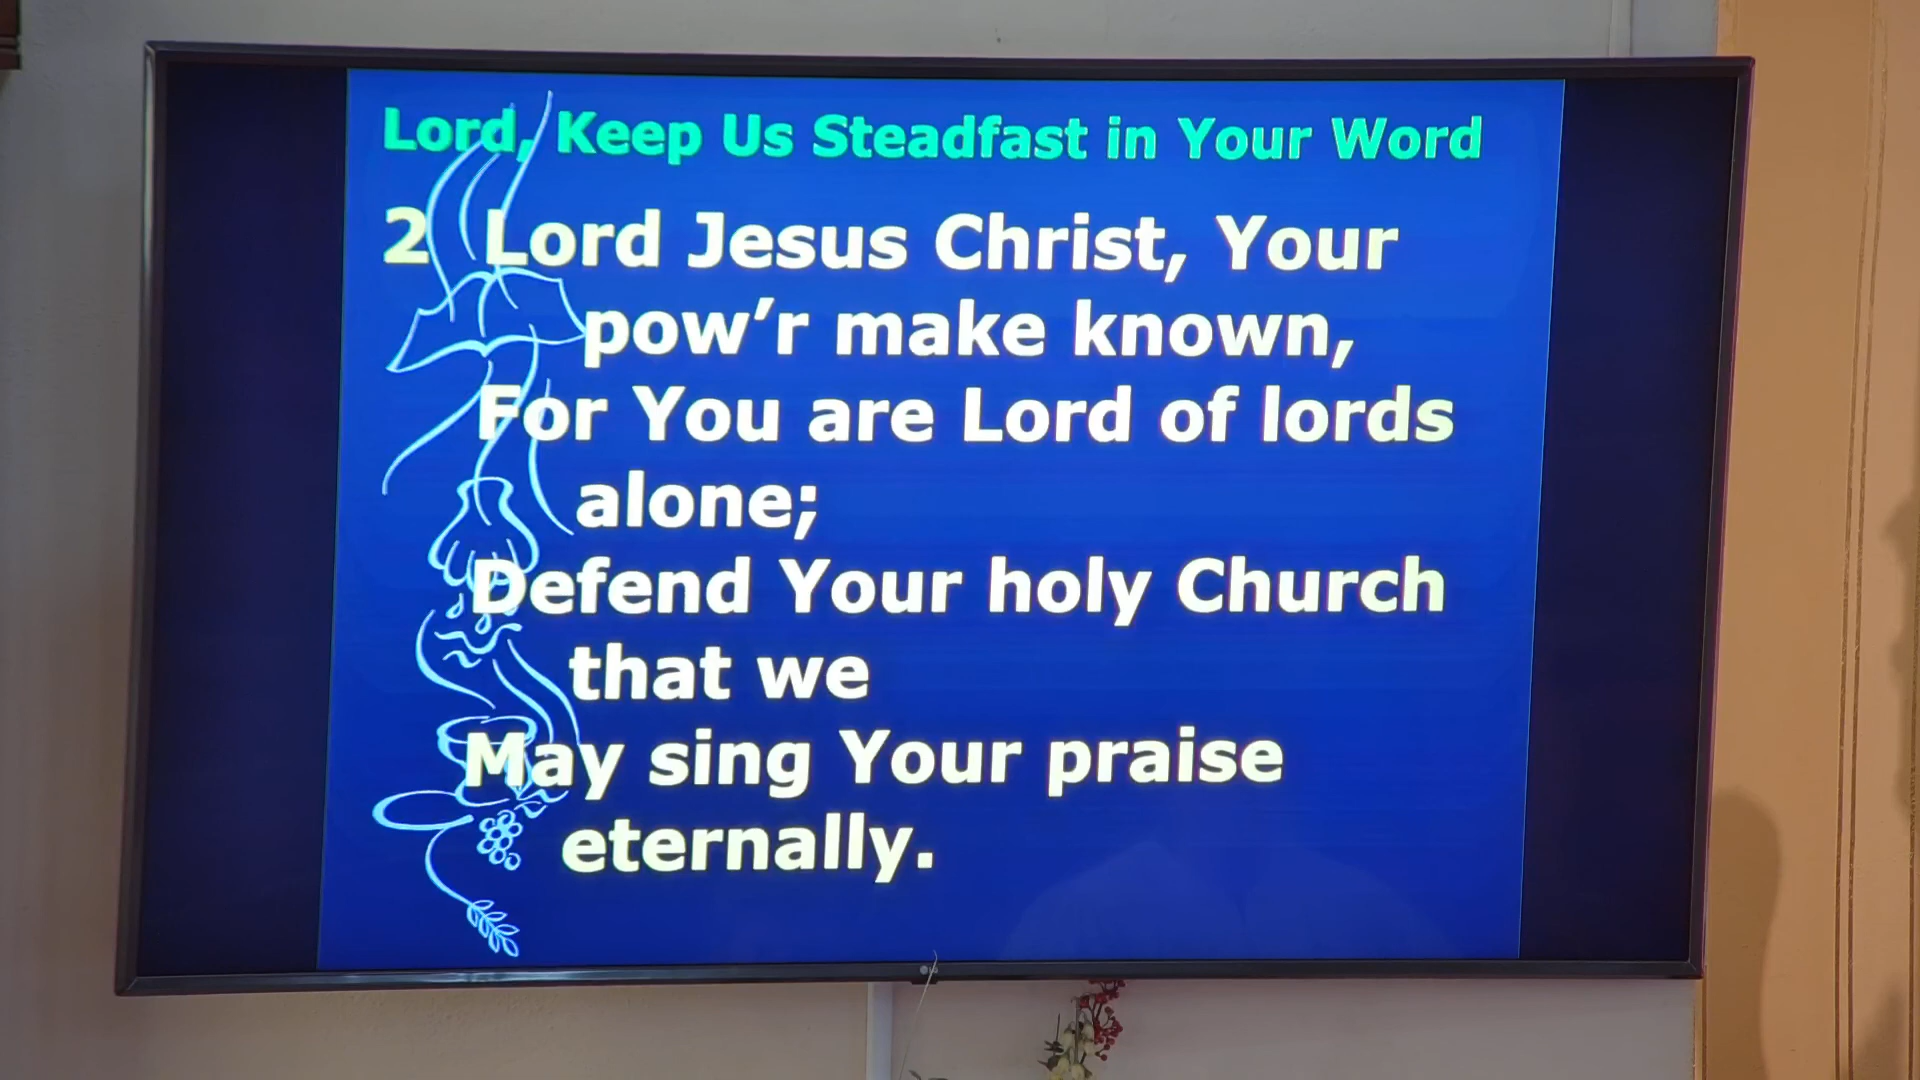 Lord, Keep Us Steadfast in Your Word
2 Lord Jesus Christ, Your
pow’r make known,
For You are Lord of lords
alone;
Defend Your holy Church
that we
May sing Your praise
eternally.
LG